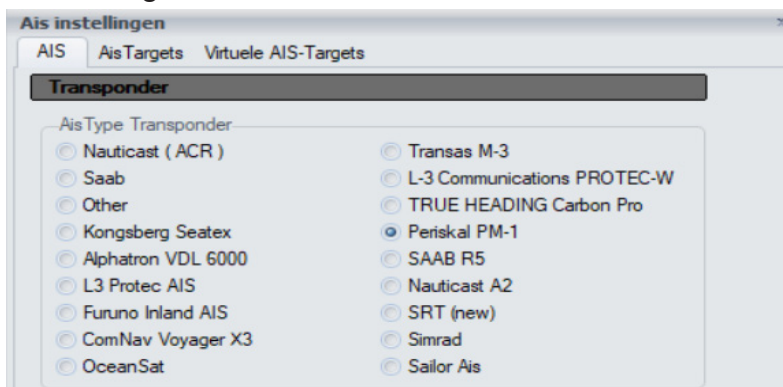 Ais instellingen
AIS AisTargets Virtuele AIS-Targets
Transponder
AisType Transponder
Nauticast ( ACR )
Saab
Other
Kongsberg Seatex
Alphatron VDL 6000
L3 Protec AIS
Furuno Inland AIS
ComNav Voyager X3
OceanSat
Transas M-3
L-3 Communications PROTEC-W
TRUE HEADING Carbon Pro
Periskal PM-1
SAAB R5
Nauticast A2
SRT (new)
Simrad
Sailor Ais